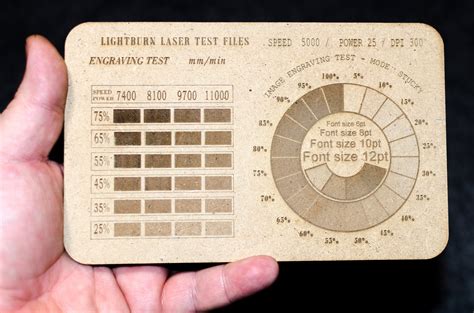 LIGHTBURN LASER TEST FILES
ENGRAVING TEST mm/min
SPEED
POWER
7400 8100 9700 11000
75%
65%
55%
45%
35%
25%
SPEED 5000 / POWER 25 / DPI 300
IMAGE ENGRAVING TEST - MODE: STUCKY
100%
95%
90%
85%
80%
75%
70%
65%
60%
55%
50%
45%
40%
35%
30%
25%
20%
15%
10%
5%
Font size 6pt
Font size 8pt
Font size 10pt
Font size 12pt